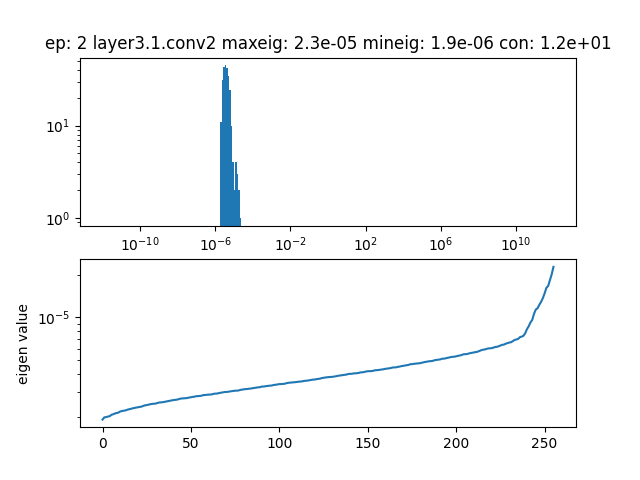 ep: 2 layer3.1.conv2 maxeig: 2.3e-05 mineig: 1.9e-06 con: 1.2e+01
10¹
10⁰
10⁻¹⁰ 10⁻⁶ 10⁻² 10² 10⁶ 10¹⁰
10⁻⁵
eigen value
0 50 100 150 200 250